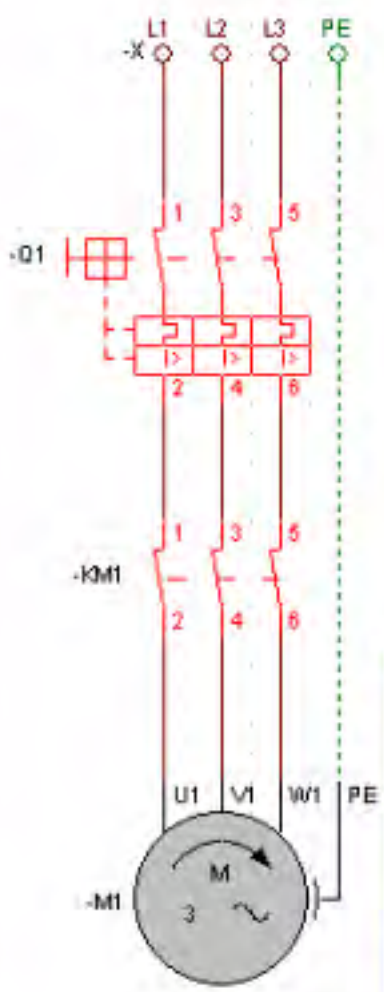 L1 L2 L3 PE
-X
1 3 5
-Q1
I> I> I>
2 4 6
1 3 5
-KM1
2 4 6
U1 V1 W1 PE
M
-M1
3